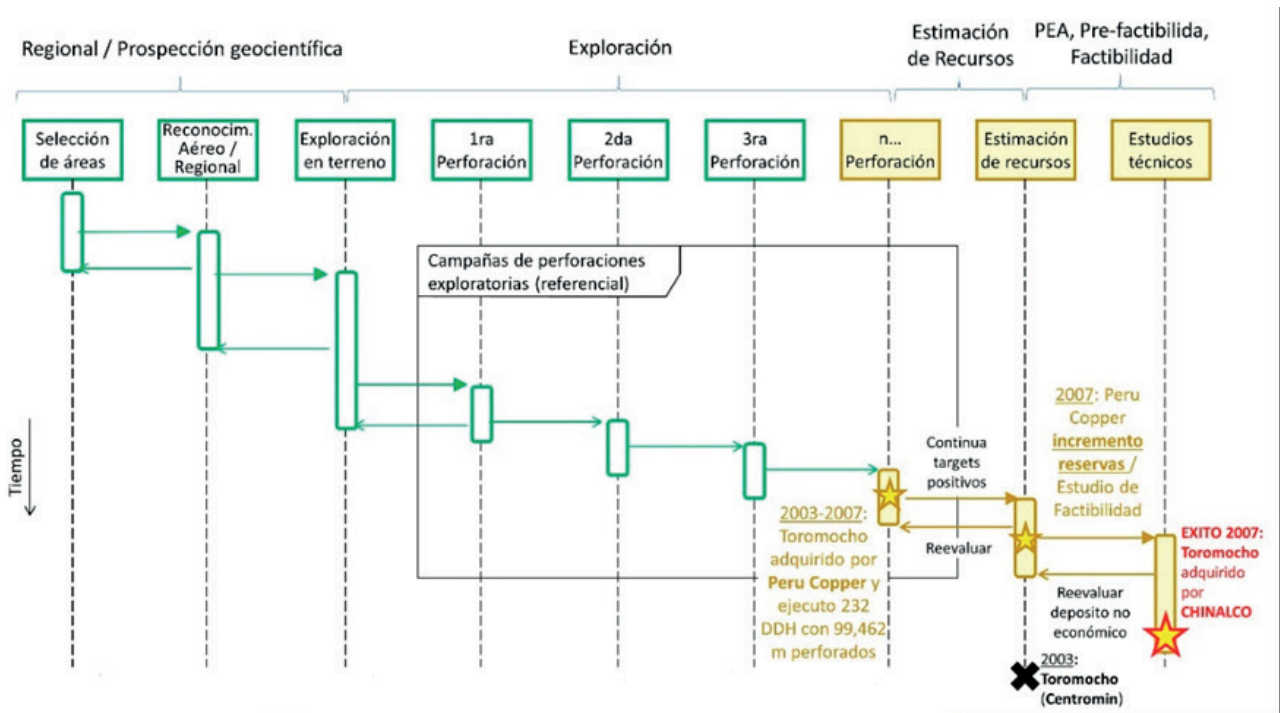 Regional / Prospección geocientífica
Exploración
Estimación
de Recursos
PEA, Pre-factibilida,
Factibilidad
Selección
de áreas
Reconocim.
Aéreo /
Regional
Exploración
en terreno
1ra
Perforación
2da
Perforación
3ra
Perforación
n...
Perforación
Estimación
de recursos
Estudios
técnicos
Campañas de perforaciones
exploratorias (referencial)
Tiempo
Continua
targets
positivos
Reevaluar
2007: Peru
Copper
incremento
reservas /
Estudio de
Factibilidad
2003-2007:
Toromocho
adquirido por
Peru Copper y
ejecuto 232
DDH con 99,462
m perforados
EXITO 2007:
Toromocho
adquirido
por
CHINALCO
Reevaluar
deposito no
económico
2003:
Toromocho
(Centromin)